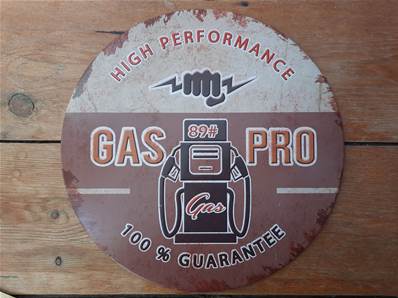 HIGH PERFORMANCE
89#
GAS PRO
Gas
100 % GUARANTEE